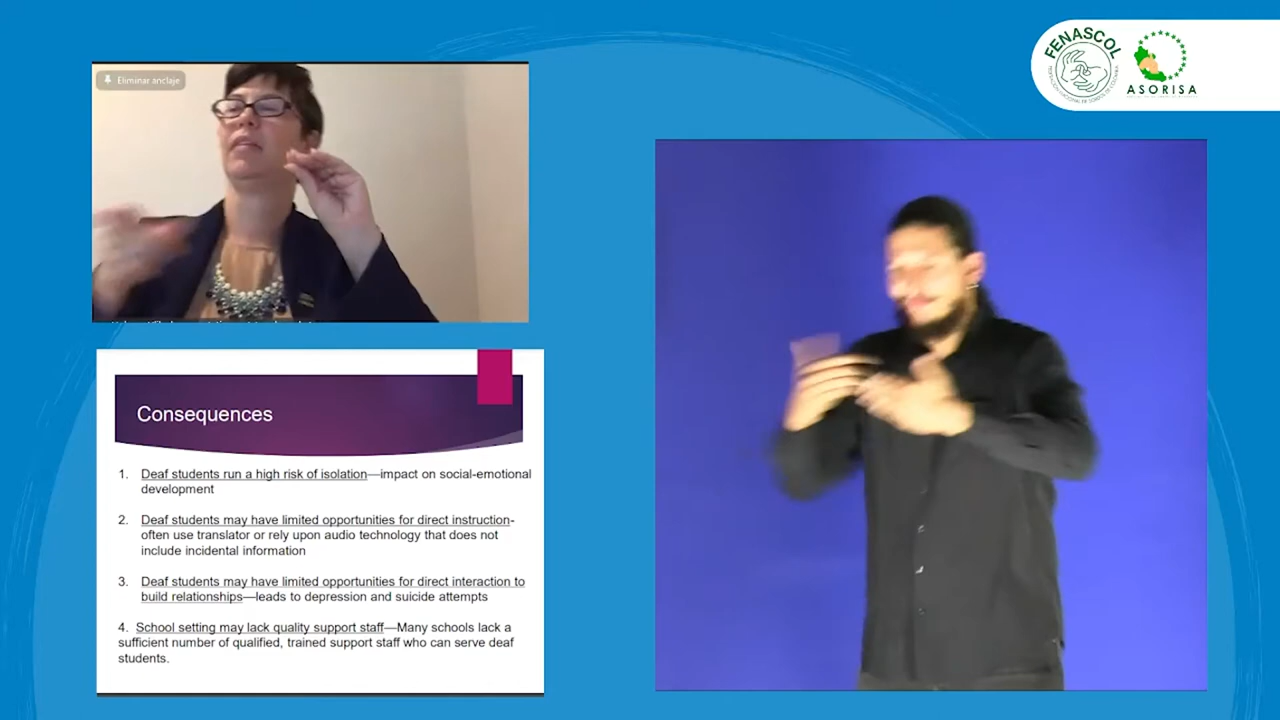 Eliminar anclaje
FENASCOL
ASORISA
Consequences
1. Deaf students run a high risk of isolation—impact on social-emotional
development
2. Deaf students may have limited opportunities for direct instruction-
often use translator or rely upon audio technology that does not
include incidental information
3. Deaf students may have limited opportunities for direct interaction to
build relationships—leads to depression and suicide attempts
4. School setting may lack quality support staff—Many schools lack a
sufficient number of qualified, trained support staff who can serve deaf
students.